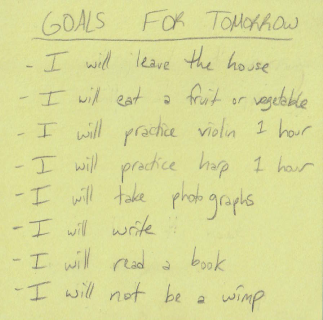 GOALS FOR TOMORROW
- I will leave the house
- I will eat a fruit or vegetable
- I will practice violin 1 hour
- I will practice harp 1 hour
- I will take photographs
- I will write
- I will read a book
- I will not be a wimp